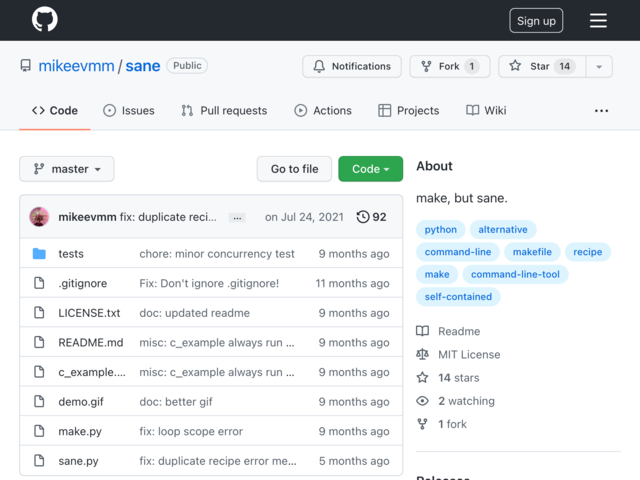 Sign up
mikeevmm / sane Public
Notifications Fork 1 Star 14
Code Issues Pull requests Actions Projects Wiki
master Go to file Code
mikeevmm fix: duplicate reci... on Jul 24, 2021 92
tests chore: minor concurrency test 9 months ago
.gitignore Fix: Don't ignore .gitignore! 11 months ago
LICENSE.txt doc: updated readme 9 months ago
README.md misc: c_example always run ... 9 months ago
c_example.... misc: c_example always run ... 9 months ago
demo.gif doc: better gif 9 months ago
make.py fix: loop scope error 9 months ago
sane.py fix: duplicate recipe error me... 5 months ago
About
make, but sane.
python alternative
command-line makefile recipe
make command-line-tool
self-contained
Readme
MIT License
14 stars
2 watching
1 fork